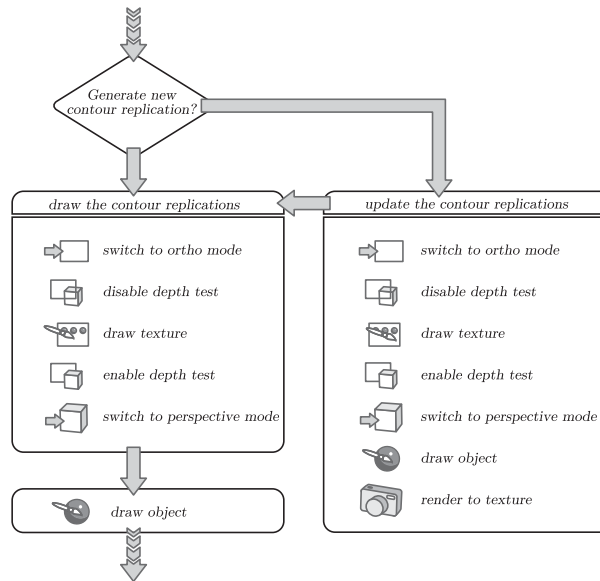 Generate new
contour replication?
draw the contour replications
switch to ortho mode
disable depth test
draw texture
enable depth test
switch to perspective mode
draw object
update the contour replications
switch to ortho mode
disable depth test
draw texture
enable depth test
switch to perspective mode
draw object
render to texture